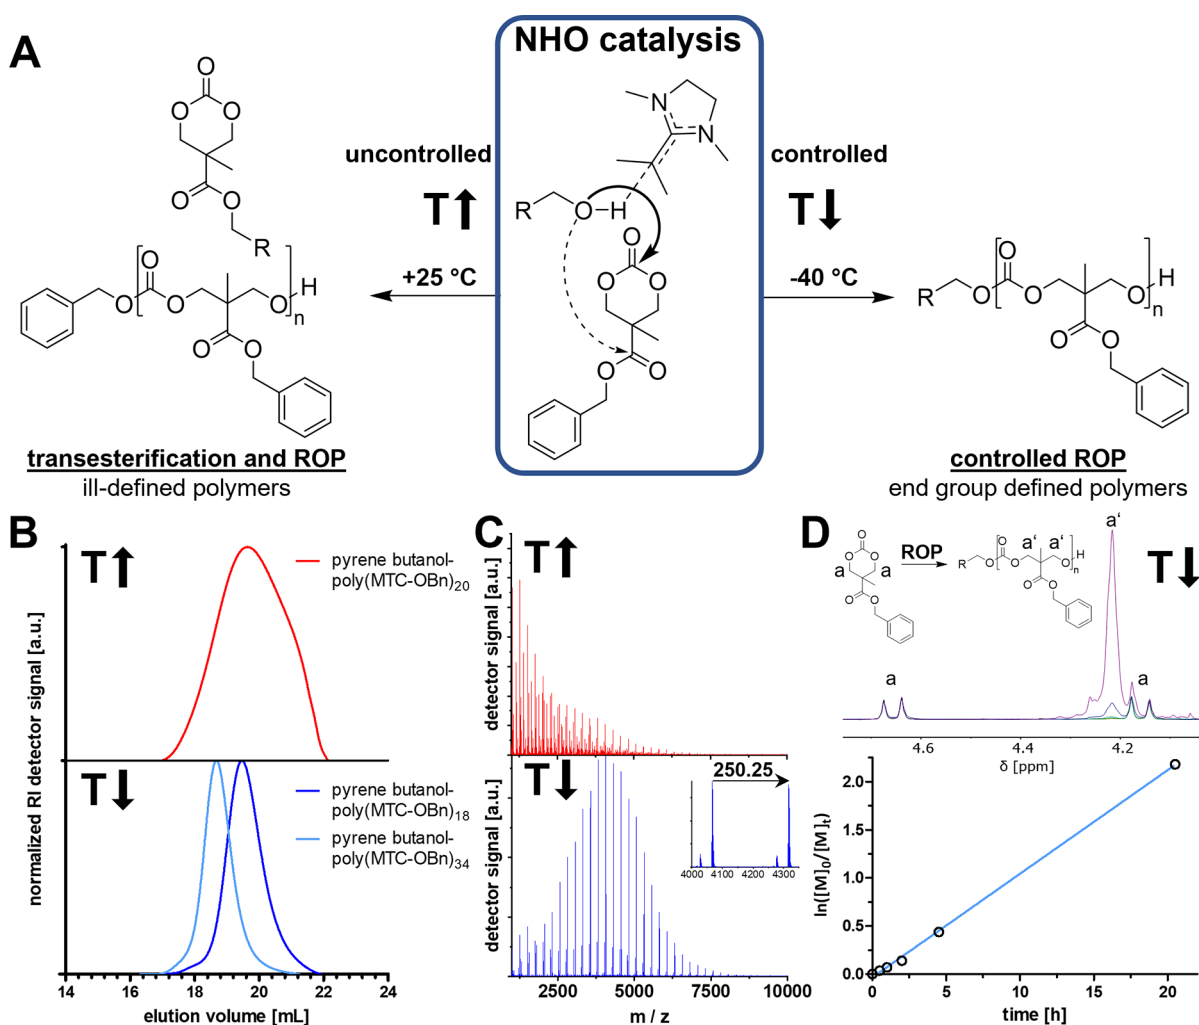 A
NHO catalysis
uncontrolled
T
+25 °C
controlled
T
-40 °C
O
O
O
O
O
R
O
O
O
H
n
O
O
N
N
R
O
H
O
O
O
O
O
R
O
O
O
O
H
n
O
O
transesterification and ROP
ill-defined polymers
controlled ROP
end group defined polymers
B
T
pyrene butanol-
poly(MTC-OBn)20
T
pyrene butanol-
poly(MTC-OBn)18
pyrene butanol-
poly(MTC-OBn)34
normalized RI detector signal [a.u.]
14 16 18 20 22 24
elution volume [mL]
C
T
detector signal [a.u.]
T
detector signal [a.u.]
250.25
4000 4100 4200 4300
2500 5000 7500 10000
m / z
D
T
O
O
O
a
a
O
O
ROP
R
O
O
O
a‘
a‘
O
H
n
O
O
a‘
a
a
4.6 4.4 4.2
δ [ppm]
ln([M]0/[M]t)
2.0
1.5
1.0
0.5
0.0
0 5 10 15 20
time [h]